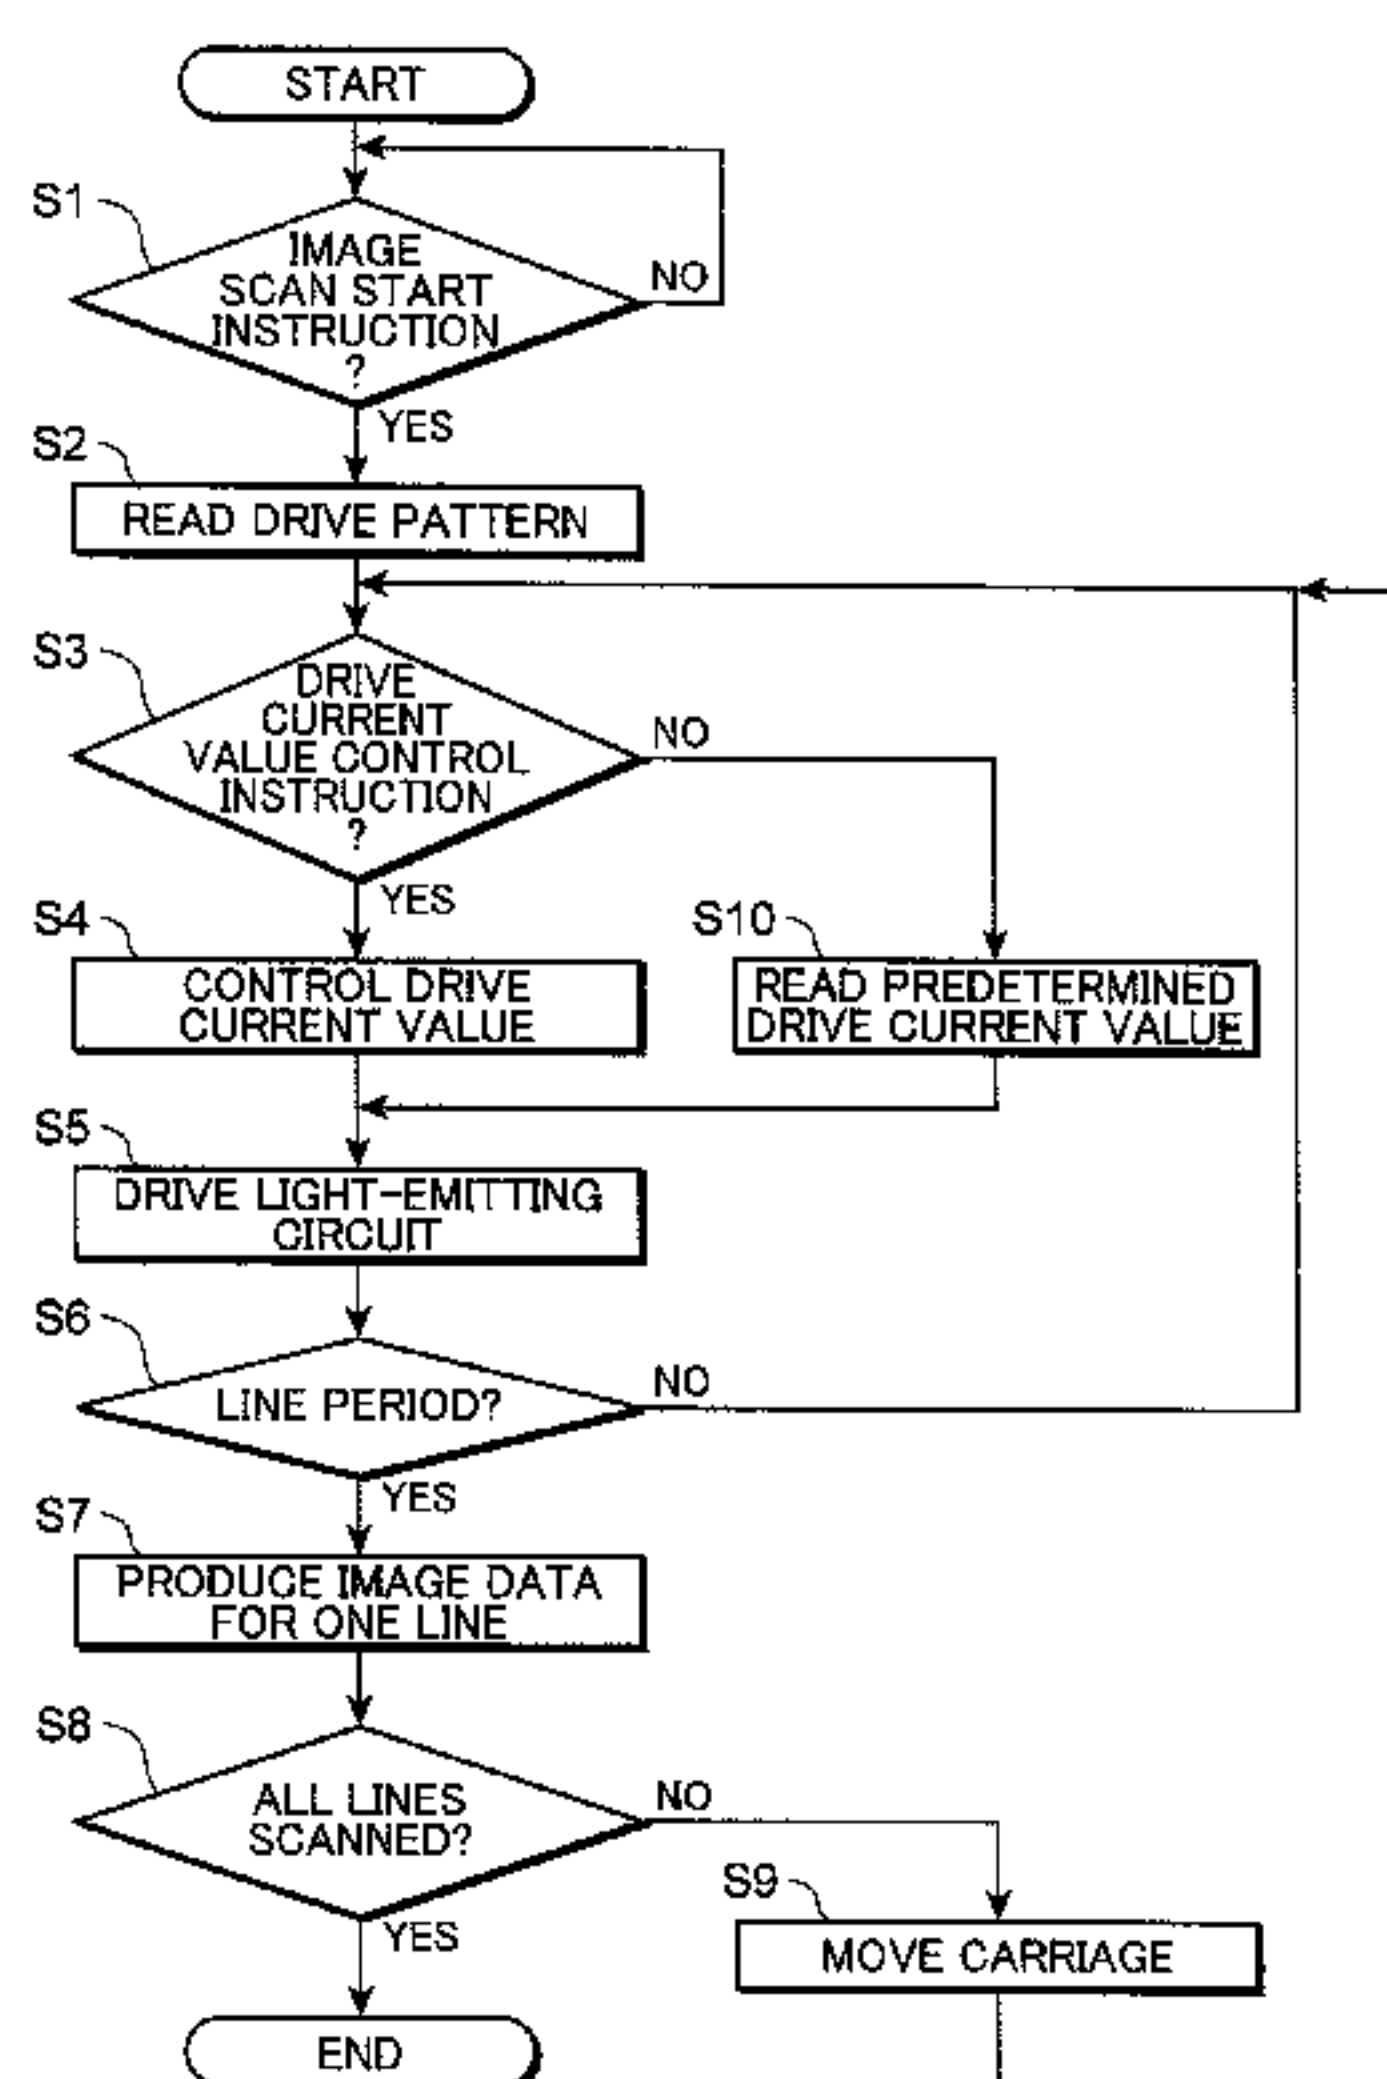 START
S1
IMAGE
SCAN START
INSTRUCTION
?
NO
YES
S2
READ DRIVE PATTERN
S3
DRIVE
CURRENT
VALUE CONTROL
INSTRUCTION
?
NO
YES
S4
CONTROL DRIVE
CURRENT VALUE
S10
READ PREDETERMINED
DRIVE CURRENT VALUE
S5
DRIVE LIGHT-EMITTING
CIRCUIT
S6
LINE PERIOD?
NO
YES
S7
PRODUCE IMAGE DATA
FOR ONE LINE
S8
ALL LINES
SCANNED?
NO
YES
S9
MOVE CARRIAGE
END